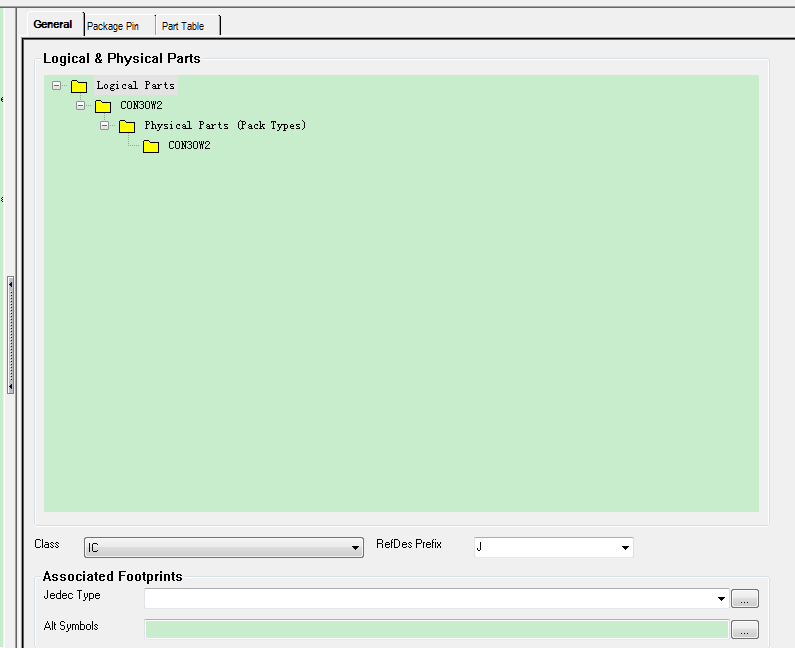 General Package Pin Part Table
Logical & Physical Parts
Logical Parts
CON30W2
Physical Parts (Pack Types)
CON30W2
Class IC RefDes Prefix J
Associated Footprints
Jedec Type ...
Alt Symbols ...